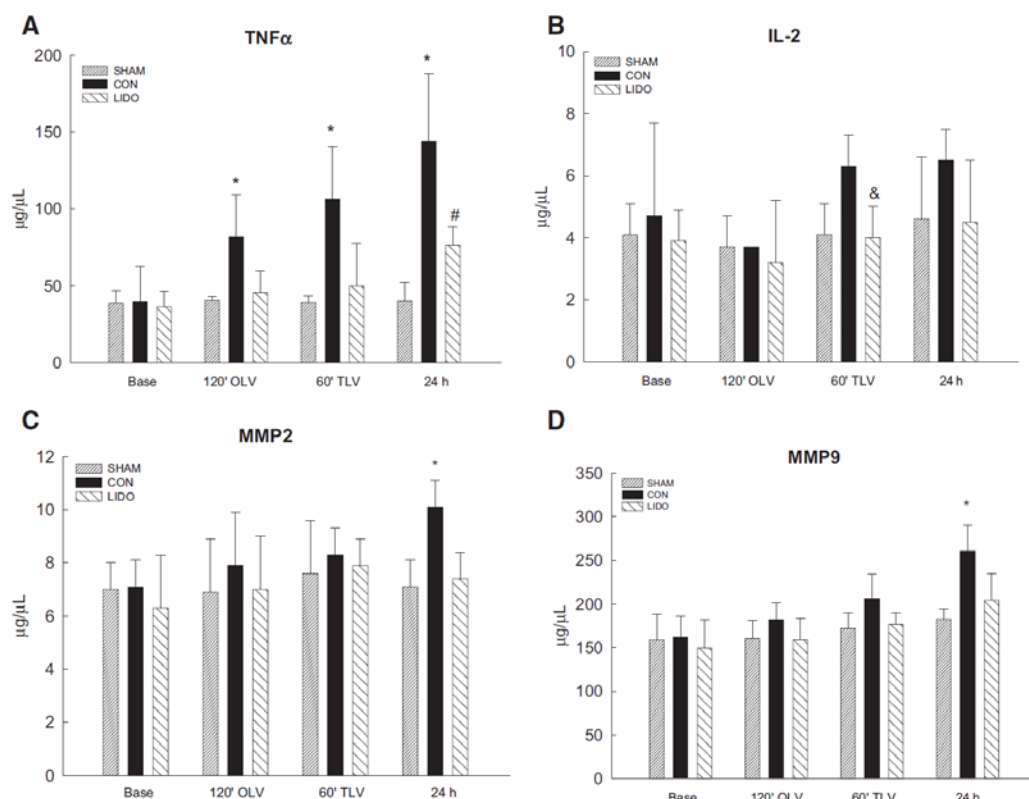 A
TNFα
200
150
100
50
0
µg/µL
SHAM
CON
LIDO
*
*
*
#
Base
120' OLV
60' TLV
24 h
B
IL-2
10
8
6
4
2
0
µg/µL
SHAM
CON
LIDO
&
Base
120' OLV
60' TLV
24 h
C
MMP2
12
10
8
6
4
2
0
µg/µL
SHAM
CON
LIDO
*
Base
120' OLV
60' TLV
24 h
D
MMP9
350
300
250
200
150
100
50
0
µg/µL
SHAM
CON
LIDO
*
Base
120' OLV
60' TLV
24 h